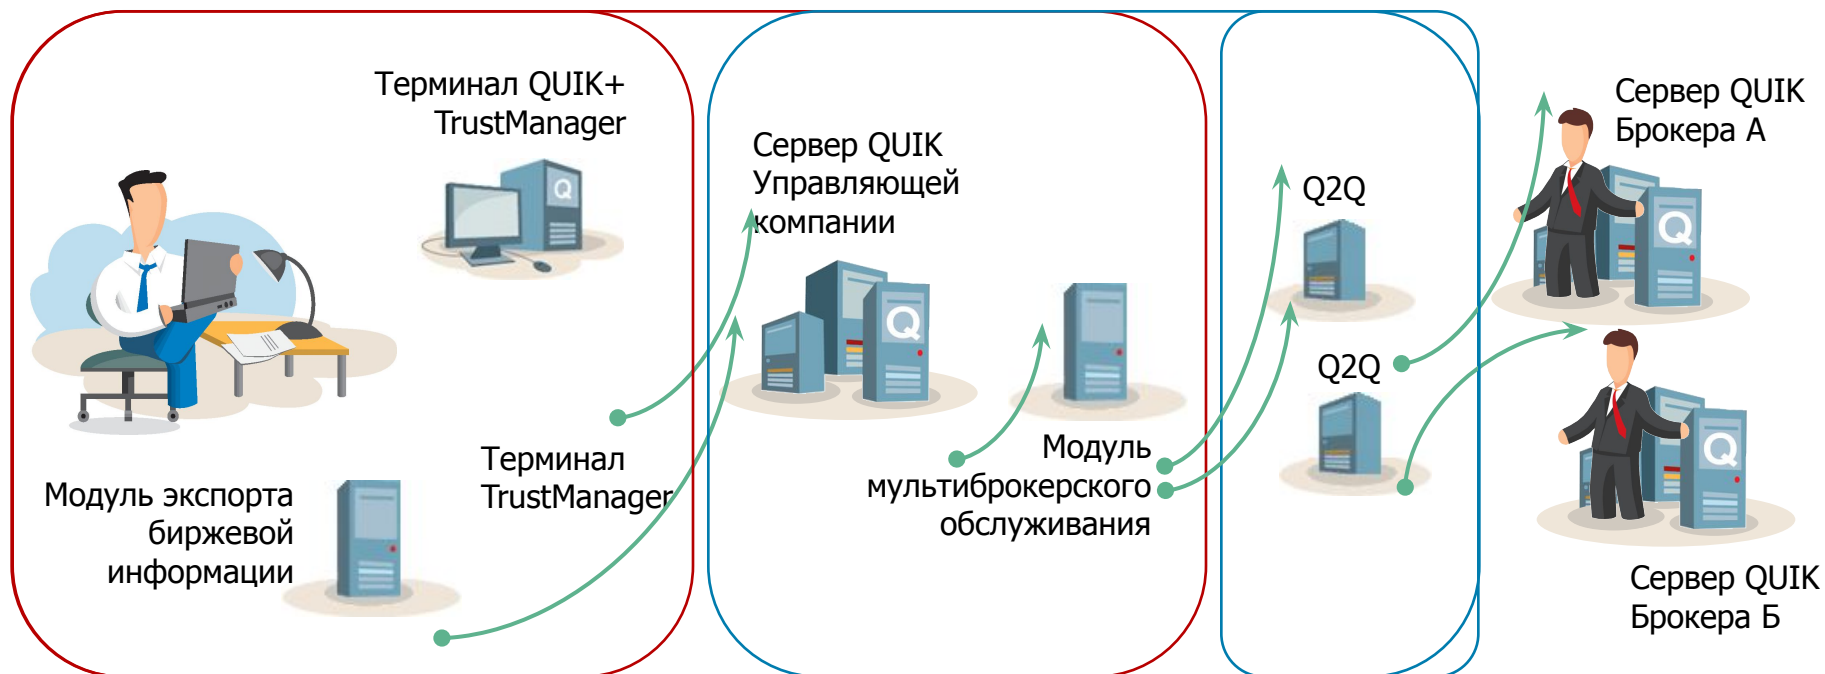 Терминал QUIK+
TrustManager
Сервер QUIK
Управляющей
компании
Q2Q
Сервер QUIK
Брокера А
Q
Q
Q
Q2Q
Терминал
TrustManager
Модуль экспорта
биржевой
информации
Модуль
мультиброкерского
обслуживания
Q
Сервер QUIK
Брокера Б